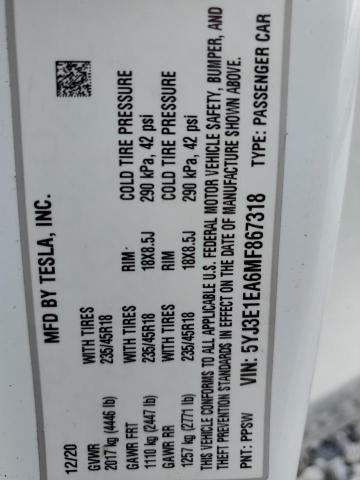 MFD BY TESLA, INC.
12/20
GVWR
2017 kg (4446 lb)
GAWR FRT WITH TIRES RIM COLD TIRE PRESSURE
1110 kg (2447 lb) 235/45R18 18X8.5J 290 kPa, 42 psi
GAWR RR WITH TIRES RIM COLD TIRE PRESSURE
1257 kg (2771 lb) 235/45R18 18X8.5J 290 kPa, 42 psi
THIS VEHICLE CONFORMS TO ALL APPLICABLE U.S. FEDERAL MOTOR VEHICLE SAFETY, BUMPER, AND
THEFT PREVENTION STANDARDS IN EFFECT ON THE DATE OF MANUFACTURE SHOWN ABOVE.
PNT: PPSW VIN: 5YJ3E1EA6MF867318 TYPE: PASSENGER CAR